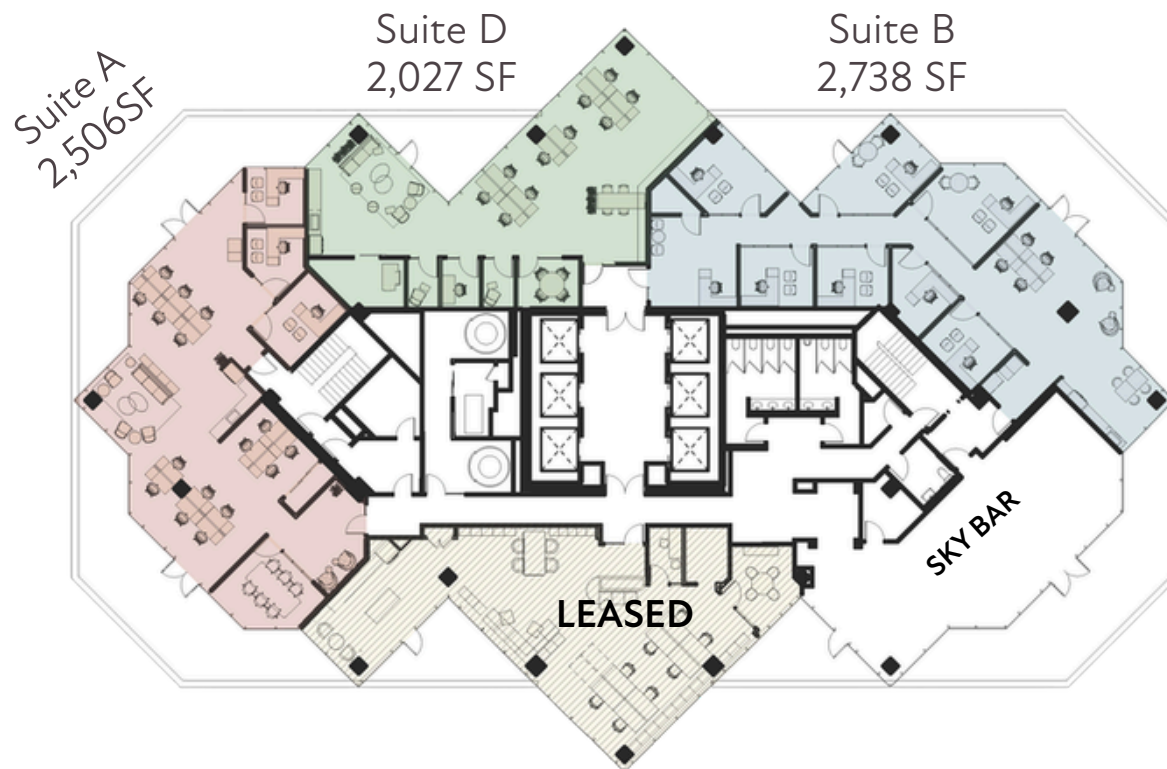 Suite A
2,506SF
Suite D
2,027 SF
Suite B
2,738 SF
LEASED
SKY BAR